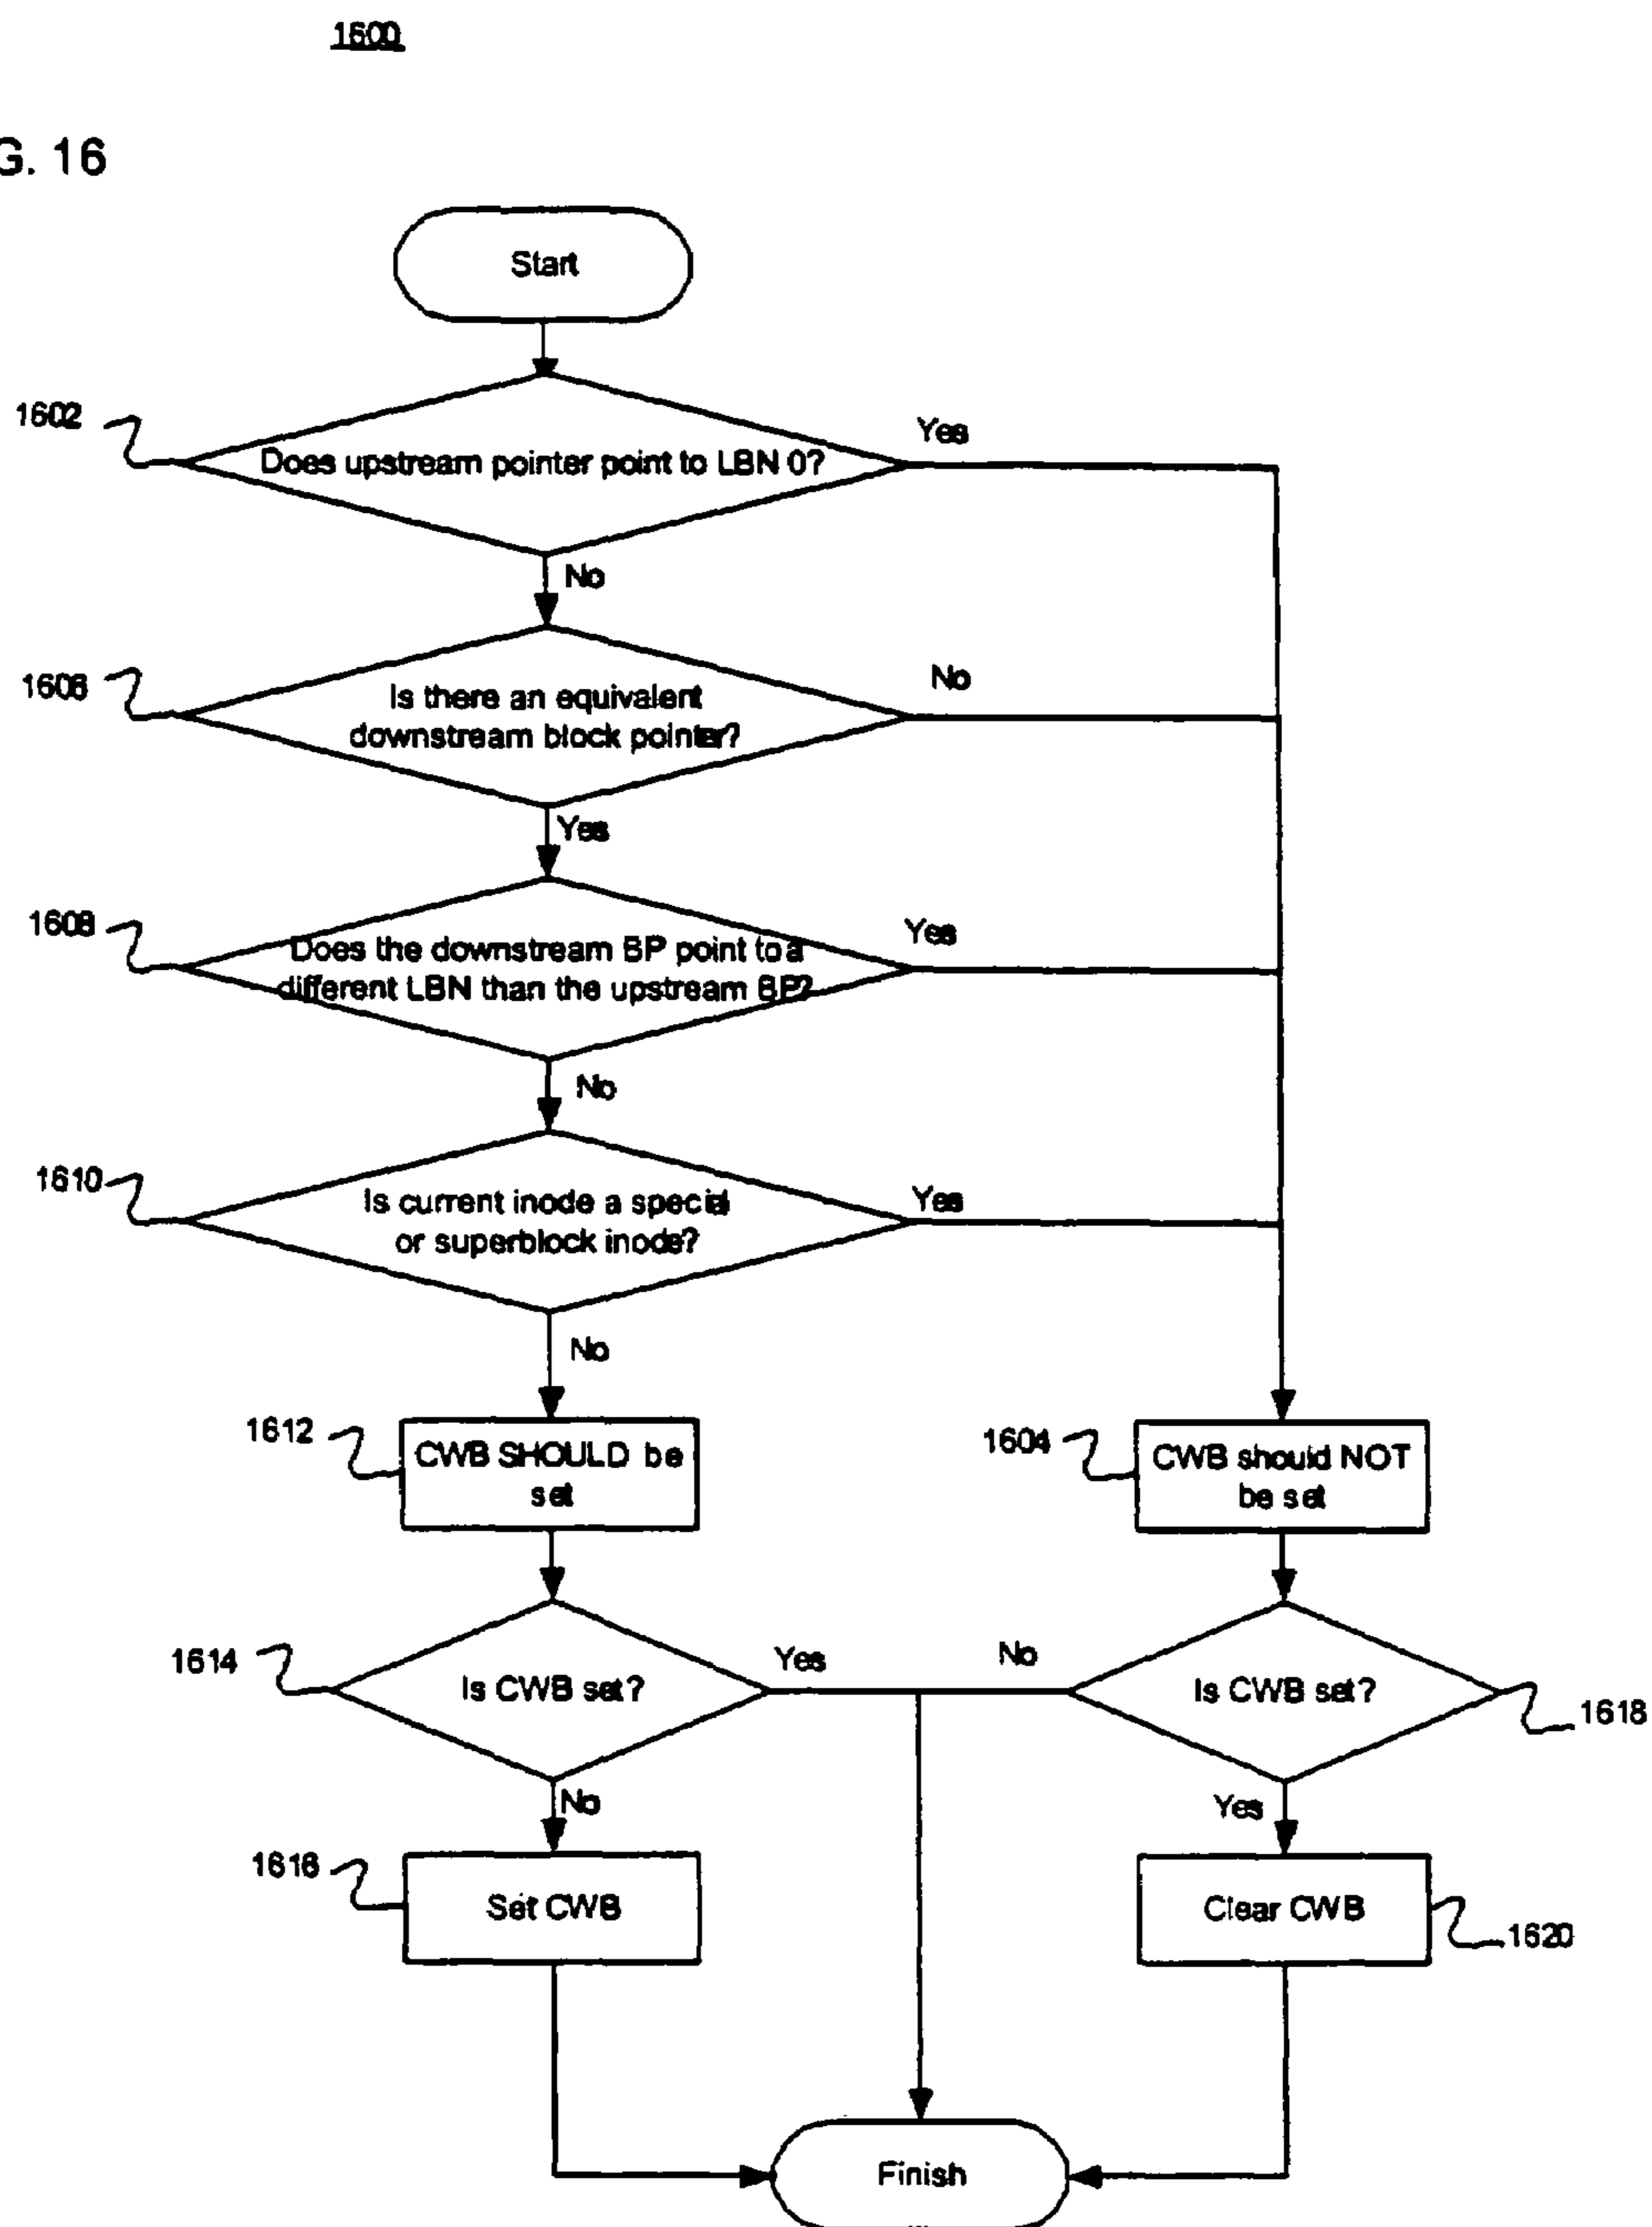 1600
G. 16
Start
1602
Does upstream pointer point to LBN 0?
Yes
No
1606
Is there an equivalent
downstream block pointer?
No
Yes
1608
Does the downstream BP point to a
different LBN than the upstream BP?
Yes
No
1610
Is current inode a special
or superblock inode?
Yes
No
1612
CWB SHOULD be
set
1604
CWB should NOT
be set
1614
Is CWB set?
Yes
No
Is CWB set?
1618
No
Yes
1616
Set CWB
Clear CWB
1620
Finish